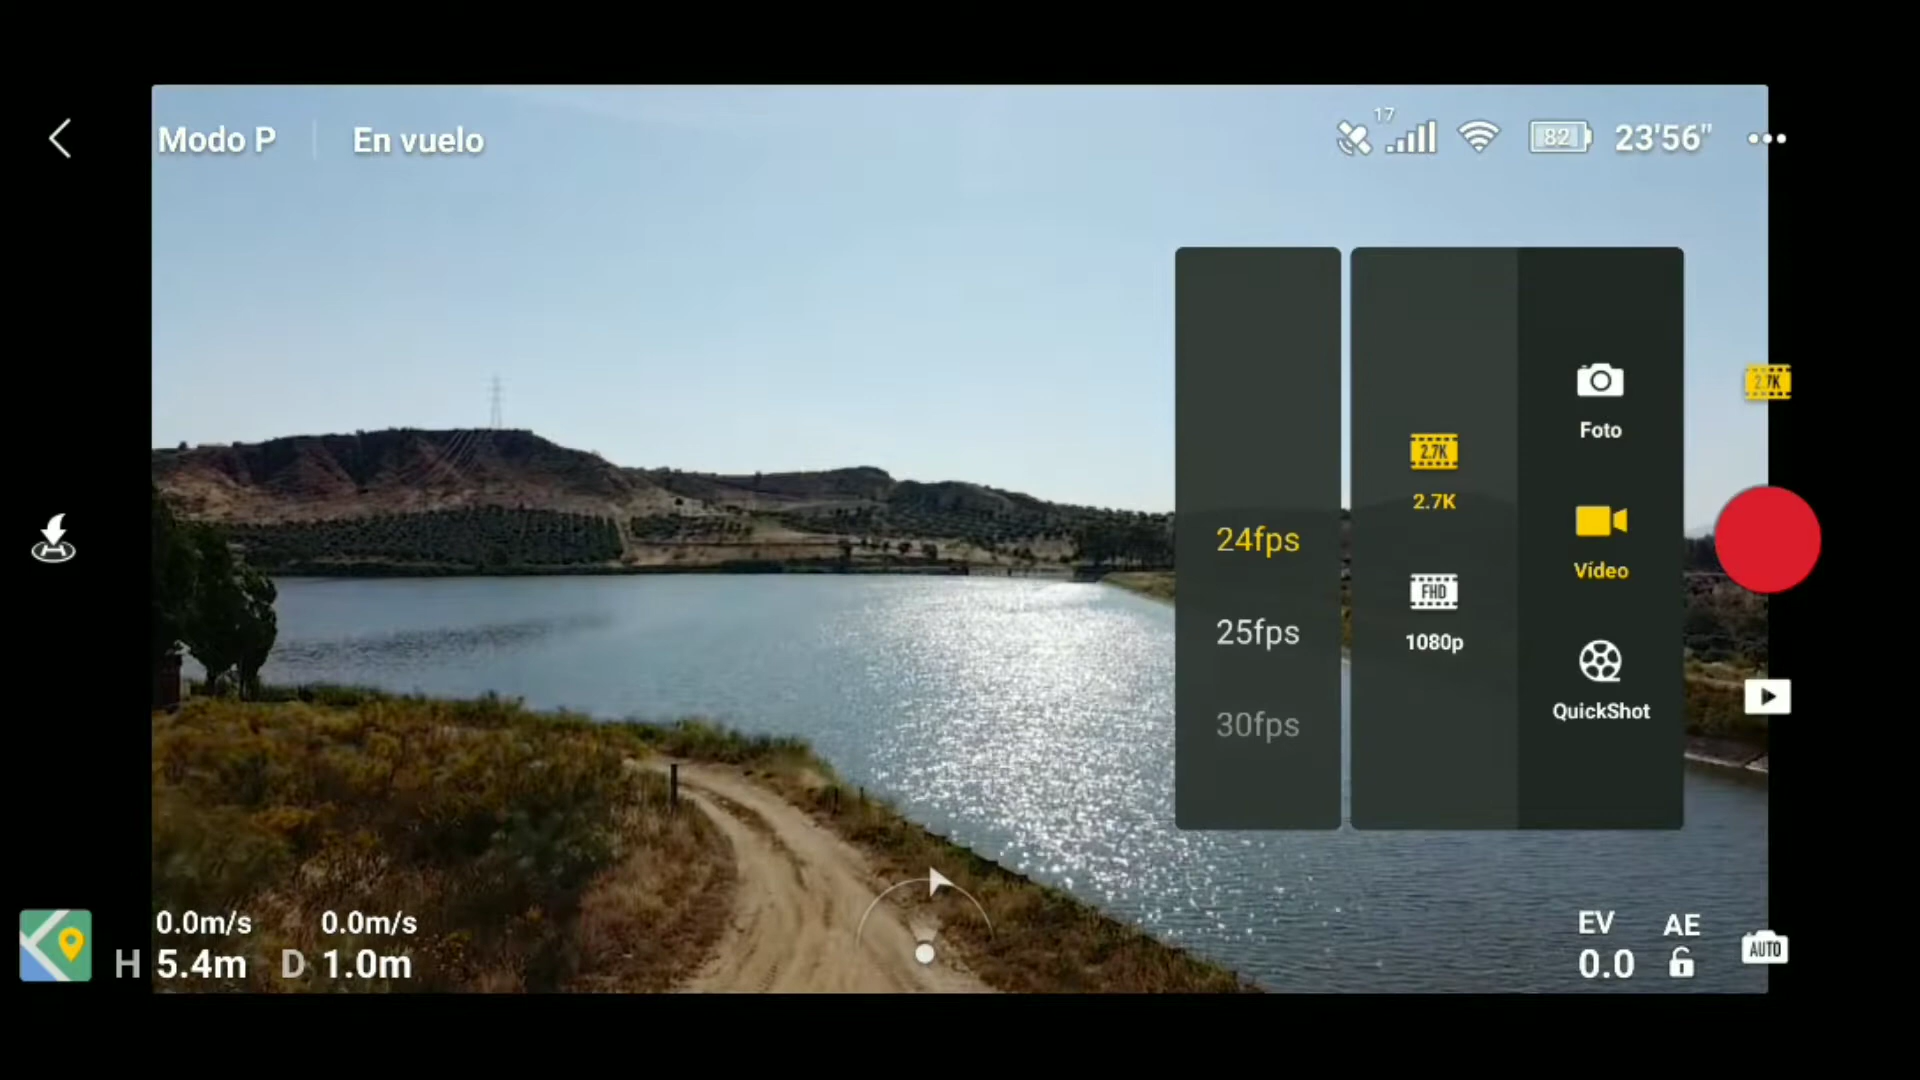 Modo P
En vuelo
17
82
23'56"
Foto
2.7K
2.7K
2.7K
24fps
Vídeo
FHD
25fps
1080p
QuickShot
30fps
0.0m/s
0.0m/s
H 5.4m
D 1.0m
EV
0.0
AE
AUTO